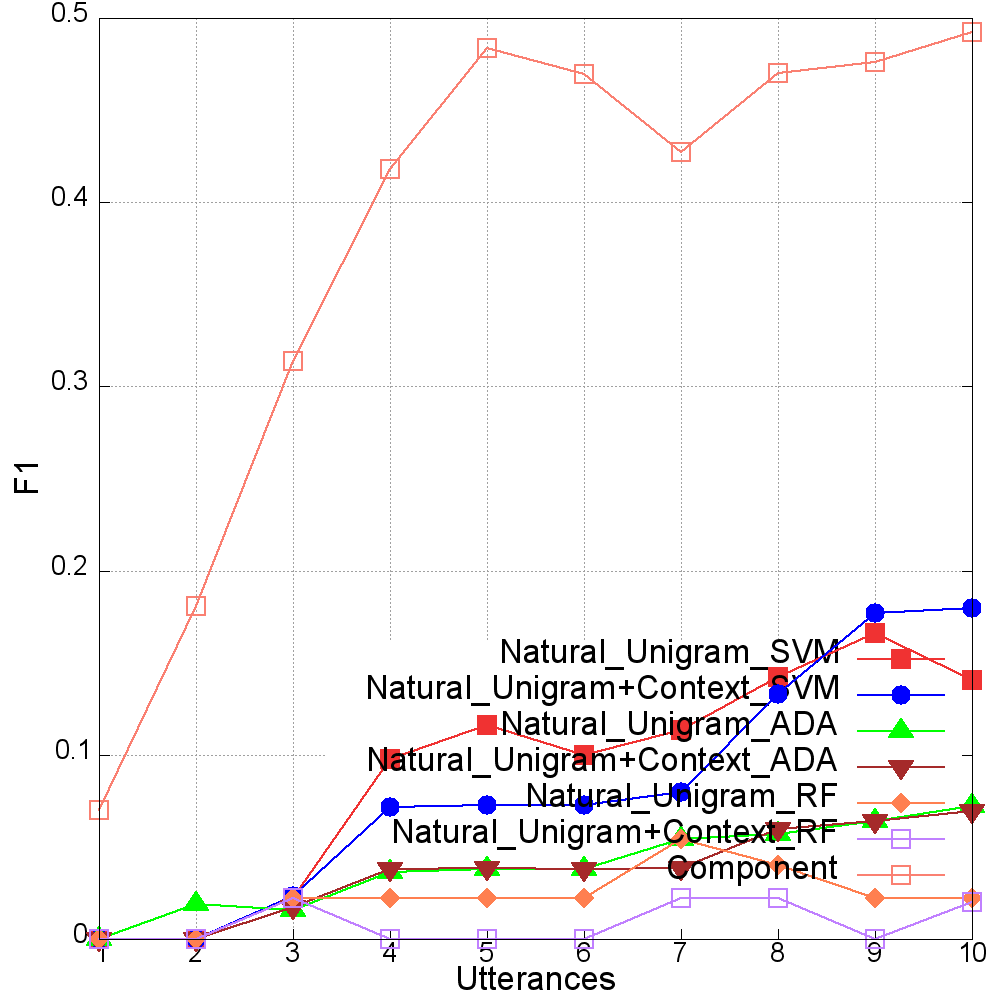 0.5
0.4
0.3
0.2
0.1
0
F1
Natural_Unigram_SVM
Natural_Unigram+Context_SVM
Natural_Unigram_ADA
Natural_Unigram+Context_ADA
Natural_Unigram_RF
Natural_Unigram+Context_RF
Component
1 2 3 4 5 6 7 8 9 10
Utterances